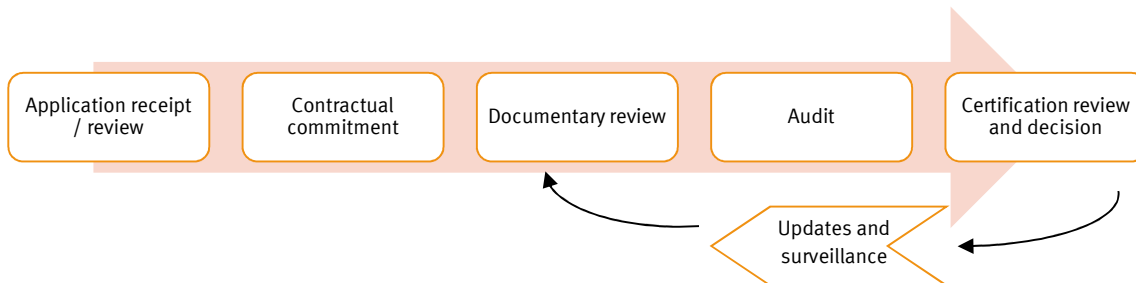 Application receipt
/ review
Contractual
commitment
Documentary review
Audit
Certification review
and decision
Updates and
surveillance